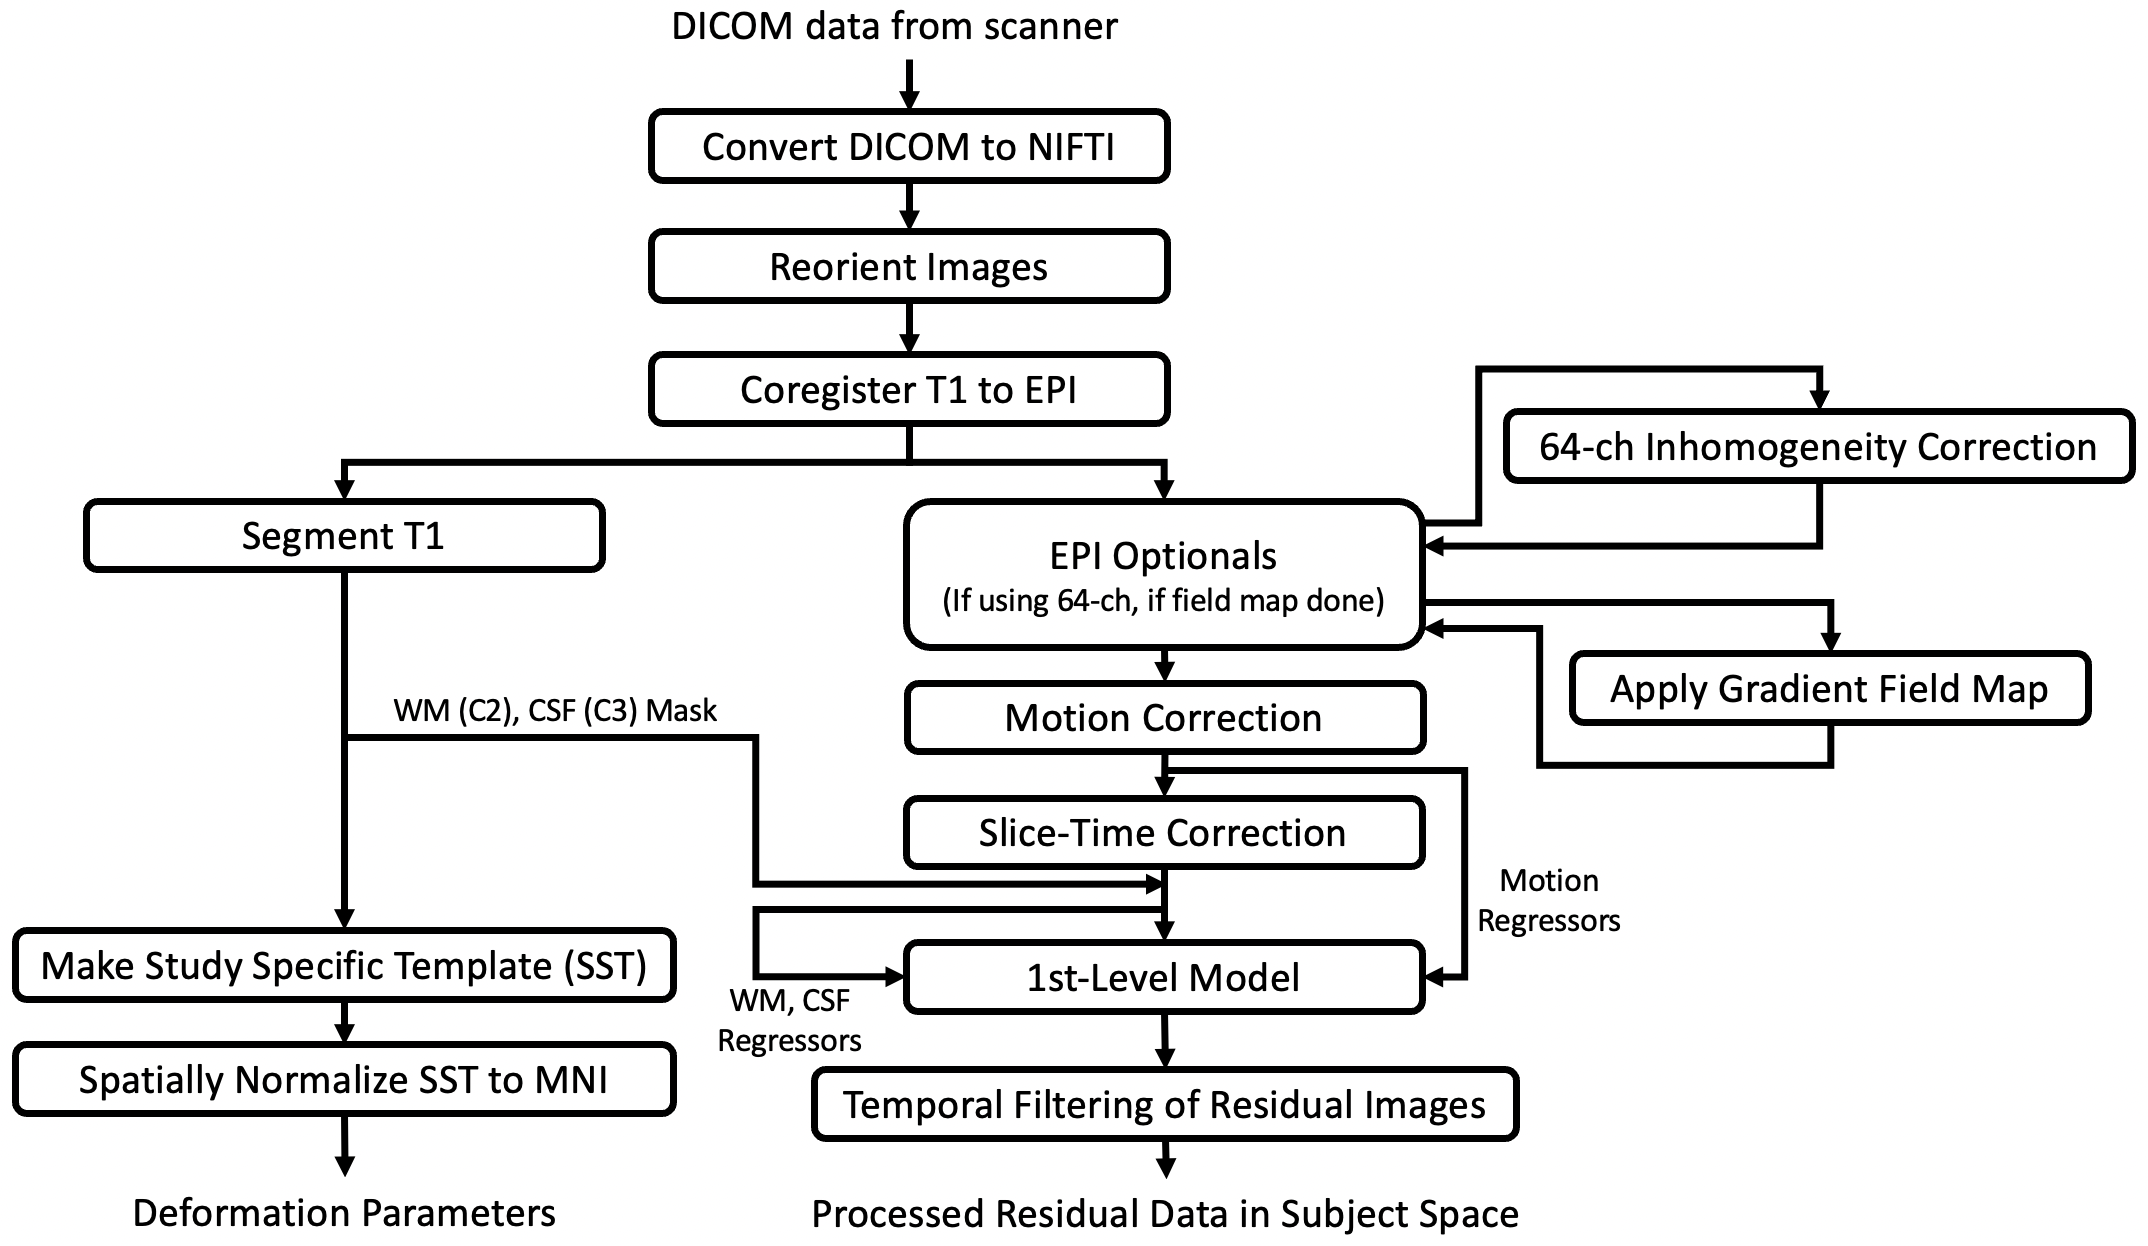 DICOM data from scanner
Convert DICOM to NIFTI
Reorient Images
Coregister T1 to EPI
64-ch Inhomogeneity Correction
Segment T1
EPI Optionals
(If using 64-ch, if field map done)
Apply Gradient Field Map
WM (C2), CSF (C3) Mask
Motion Correction
Slice-Time Correction
Motion
Regressors
Make Study Specific Template (SST)
1st-Level Model
WM, CSF
Regressors
Spatially Normalize SST to MNI
Temporal Filtering of Residual Images
Deformation Parameters
Processed Residual Data in Subject Space